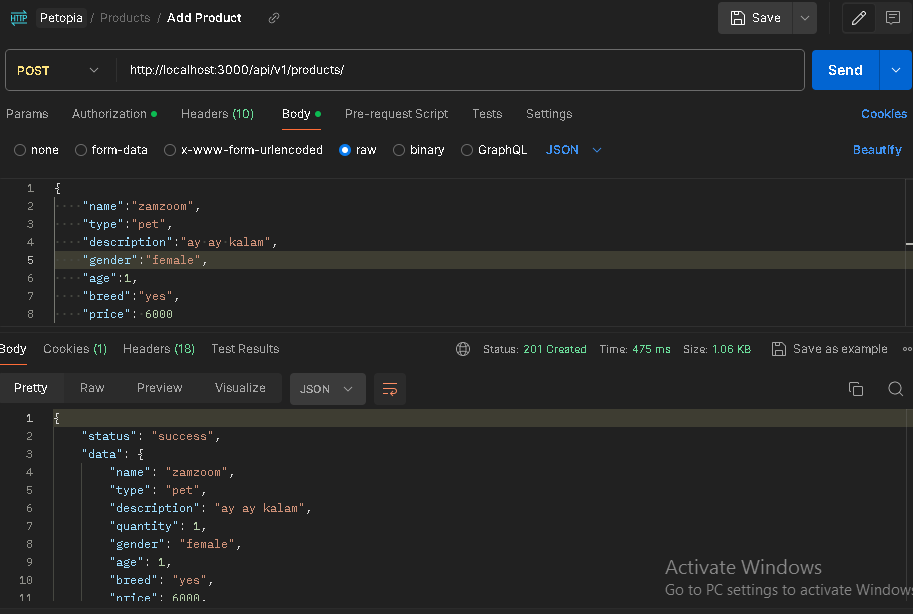 HTTP Petopia / Products / Add Product Save
POST http://localhost:3000/api/v1/products/ Send
Params Authorization Headers (10) Body Pre-request Script Tests Settings Cookies
none form-data x-www-form-urlencoded raw binary GraphQL JSON Beautify
1 {
2 "name":"zamzoom",
3 "type":"pet",
4 "description":"ay ay kalam",
5 "gender":"female",
6 "age":1,
7 "breed":"yes",
8 "price": 6000
Body Cookies (1) Headers (18) Test Results Status: 201 Created Time: 475 ms Size: 1.06 KB Save as example
Pretty Raw Preview Visualize JSON
1 {
2 "status": "success",
3 "data": {
4 "name": "zamzoom",
5 "type": "pet",
6 "description": "ay ay kalam",
7 "quantity": 1,
8 "gender": "female",
9 "age": 1,
10 "breed": "yes",
11 "price": 6000,
Activate Windows
Go to PC settings to activate Windows